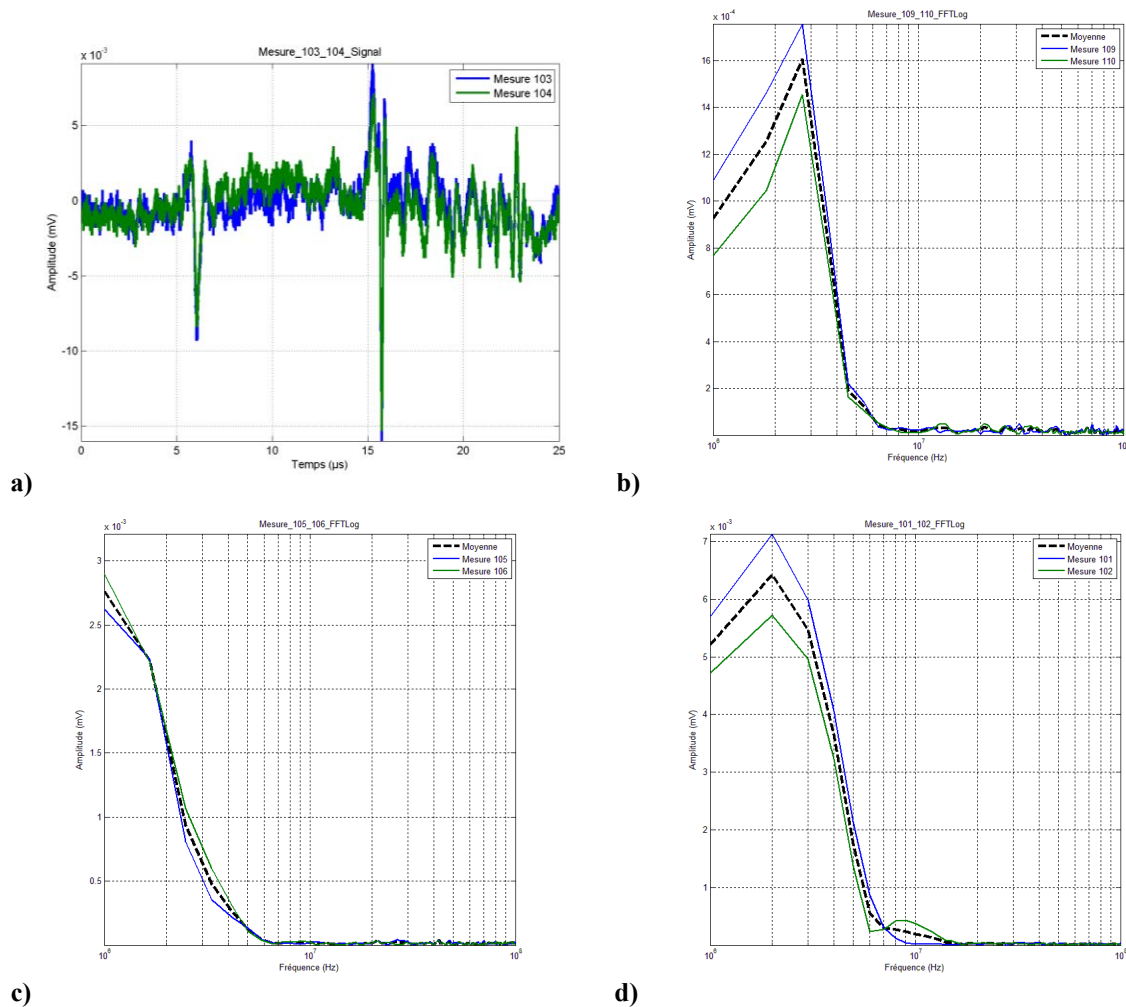 Mesure_103_104_Signal
x 10⁻³
Mesure 103
Mesure 104
5
0
-5
-10
-15
Amplitude (mV)
0 5 10 15 20 25
Temps (µs)
a)
Mesure_109_110_FFTLog
x 10⁻⁴
Moyenne
Mesure 109
Mesure 110
16
14
12
10
8
6
4
2
Amplitude (mV)
10⁶ 10⁷
Fréquence (Hz)
b)
Mesure_105_106_FFTLog
x 10⁻³
Moyenne
Mesure 105
Mesure 106
3
2.5
2
1.5
1
0.5
Amplitude (mV)
10⁶ 10⁷ 10⁸
Fréquence (Hz)
c)
Mesure_101_102_FFTLog
x 10⁻³
Moyenne
Mesure 101
Mesure 102
7
6
5
4
3
2
1
Amplitude (mV)
10⁶ 10⁷ 10⁸
Fréquence (Hz)
d)